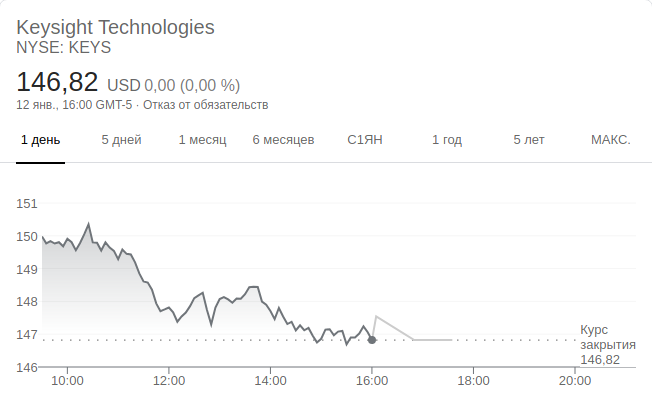 Keysight Technologies
NYSE: KEYS
146,82 USD 0,00 (0,00 %)
12 янв., 16:00 GMT-5 · Отказ от обязательств
1 день 5 дней 1 месяц 6 месяцев С1ЯН 1 год 5 лет МАКС.
151
150
149
148
147
146
Курс
закрытия
146,82
10:00 12:00 14:00 16:00 18:00 20:00